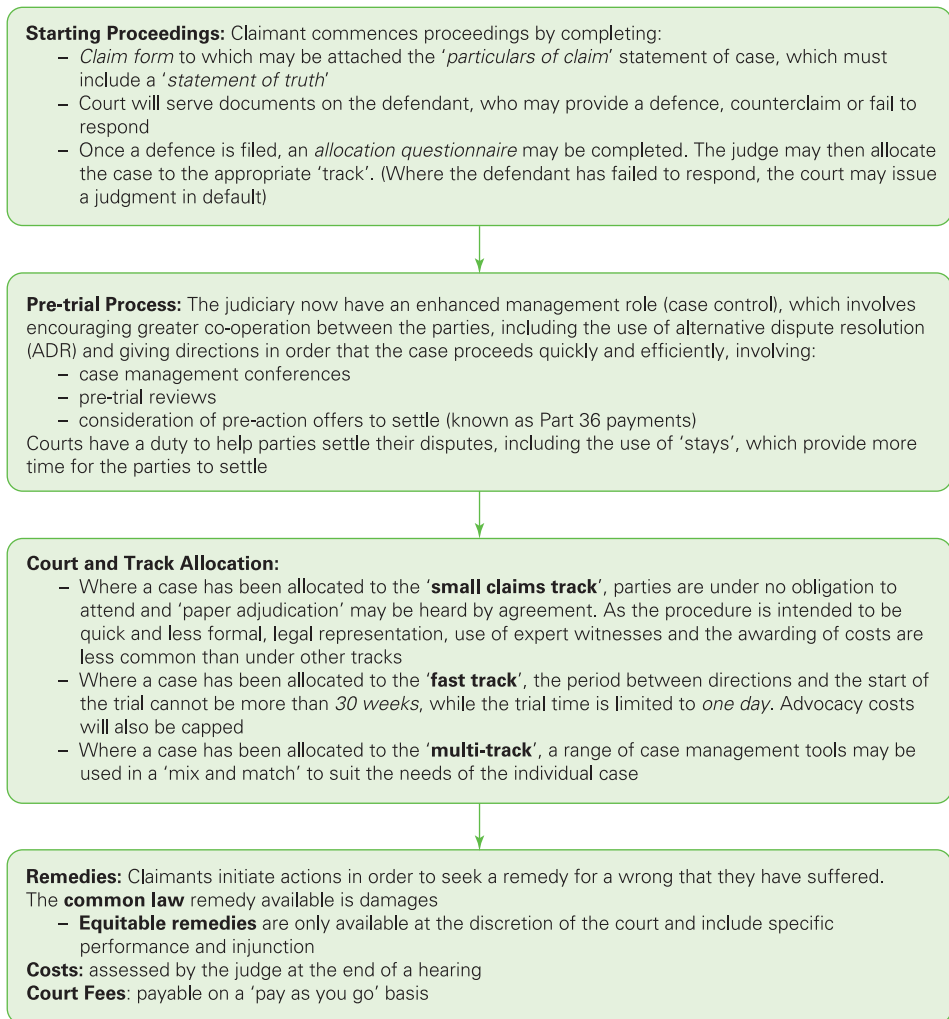 Starting Proceedings: Claimant commences proceedings by completing:
– Claim form to which may be attached the ‘particulars of claim’ statement of case, which must
include a ‘statement of truth’
– Court will serve documents on the defendant, who may provide a defence, counterclaim or fail to
respond
– Once a defence is filed, an allocation questionnaire may be completed. The judge may then allocate
the case to the appropriate ‘track’. (Where the defendant has failed to respond, the court may issue
a judgment in default)
Pre-trial Process: The judiciary now have an enhanced management role (case control), which involves
encouraging greater co-operation between the parties, including the use of alternative dispute resolution
(ADR) and giving directions in order that the case proceeds quickly and efficiently, involving:
– case management conferences
– pre-trial reviews
– consideration of pre-action offers to settle (known as Part 36 payments)
Courts have a duty to help parties settle their disputes, including the use of ‘stays’, which provide more
time for the parties to settle
Court and Track Allocation:
– Where a case has been allocated to the ‘small claims track’, parties are under no obligation to
attend and ‘paper adjudication’ may be heard by agreement. As the procedure is intended to be
quick and less formal, legal representation, use of expert witnesses and the awarding of costs are
less common than under other tracks
– Where a case has been allocated to the ‘fast track’, the period between directions and the start of
the trial cannot be more than 30 weeks, while the trial time is limited to one day. Advocacy costs
will also be capped
– Where a case has been allocated to the ‘multi-track’, a range of case management tools may be
used in a ‘mix and match’ to suit the needs of the individual case
Remedies: Claimants initiate actions in order to seek a remedy for a wrong that they have suffered.
The common law remedy available is damages
– Equitable remedies are only available at the discretion of the court and include specific
performance and injunction
Costs: assessed by the judge at the end of a hearing
Court Fees: payable on a ‘pay as you go’ basis